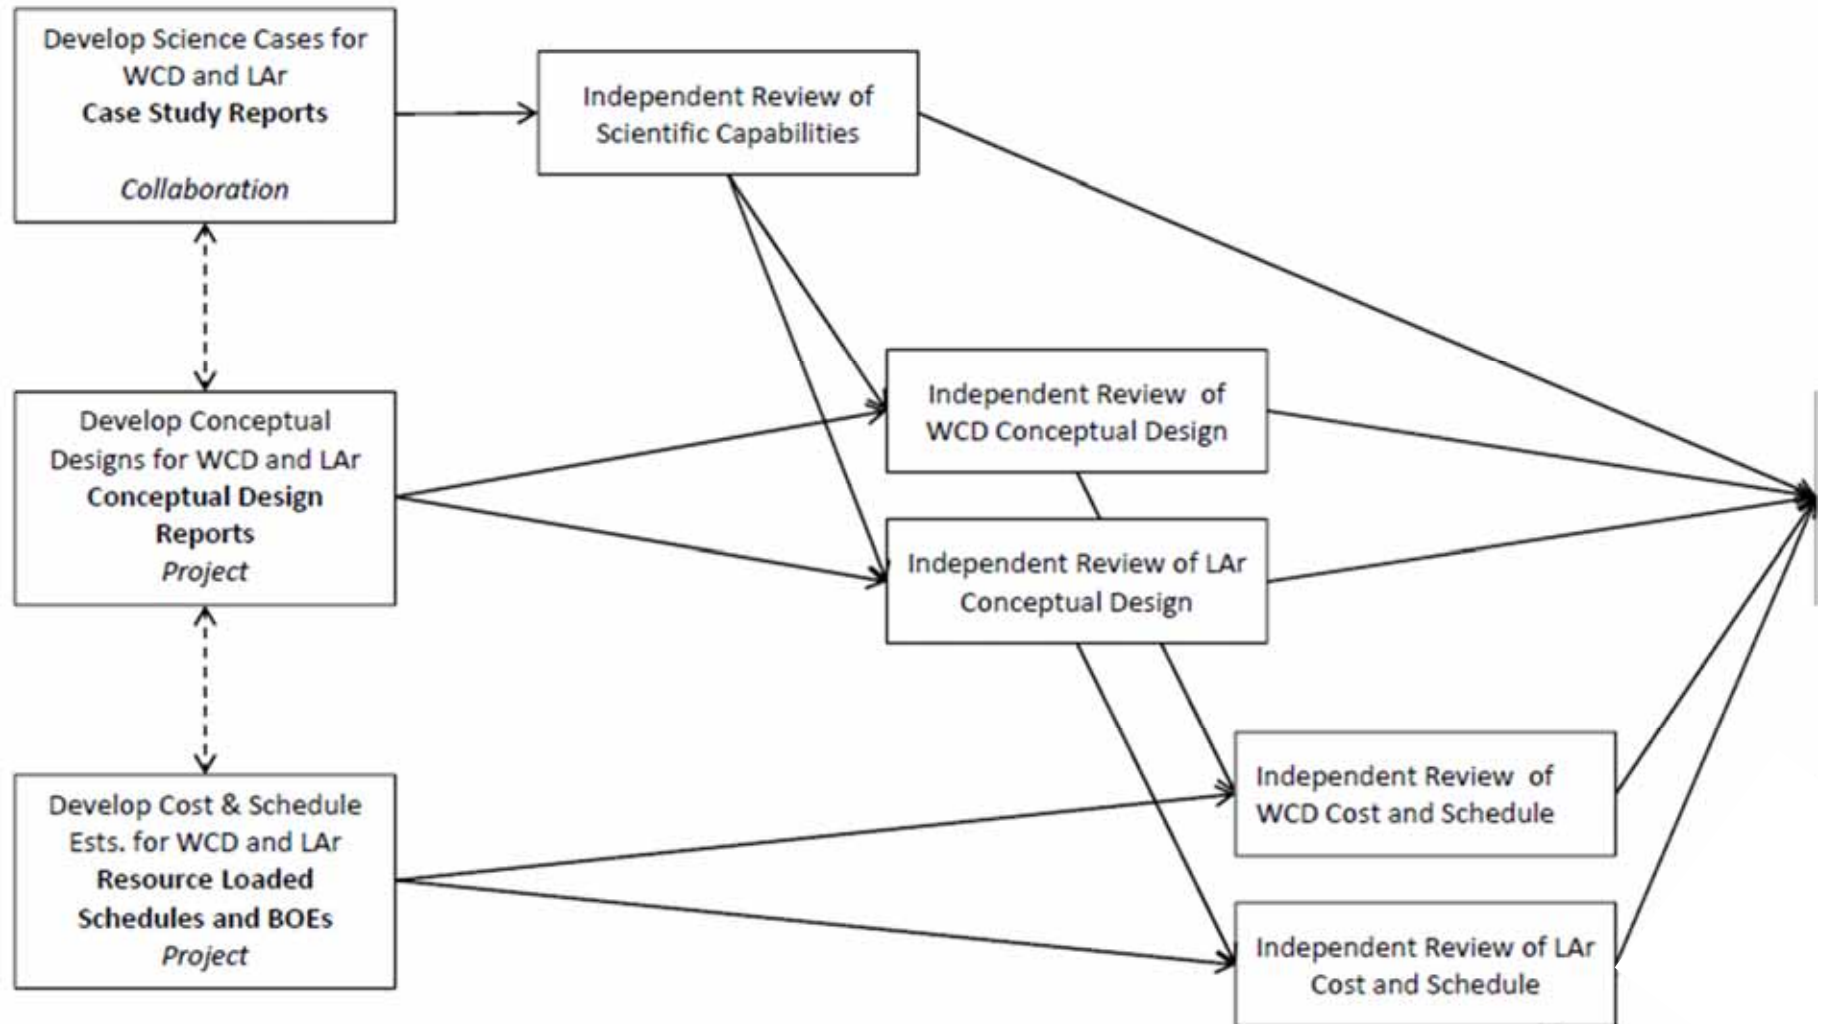 Develop Science Cases for
WCD and LAr
Case Study Reports
Collaboration
Independent Review of
Scientific Capabilities
Develop Conceptual
Designs for WCD and LAr
Conceptual Design
Reports
Project
Independent Review of
WCD Conceptual Design
Independent Review of LAr
Conceptual Design
Develop Cost & Schedule
Ests. for WCD and LAr
Resource Loaded
Schedules and BOEs
Project
Independent Review of
WCD Cost and Schedule
Independent Review of LAr
Cost and Schedule